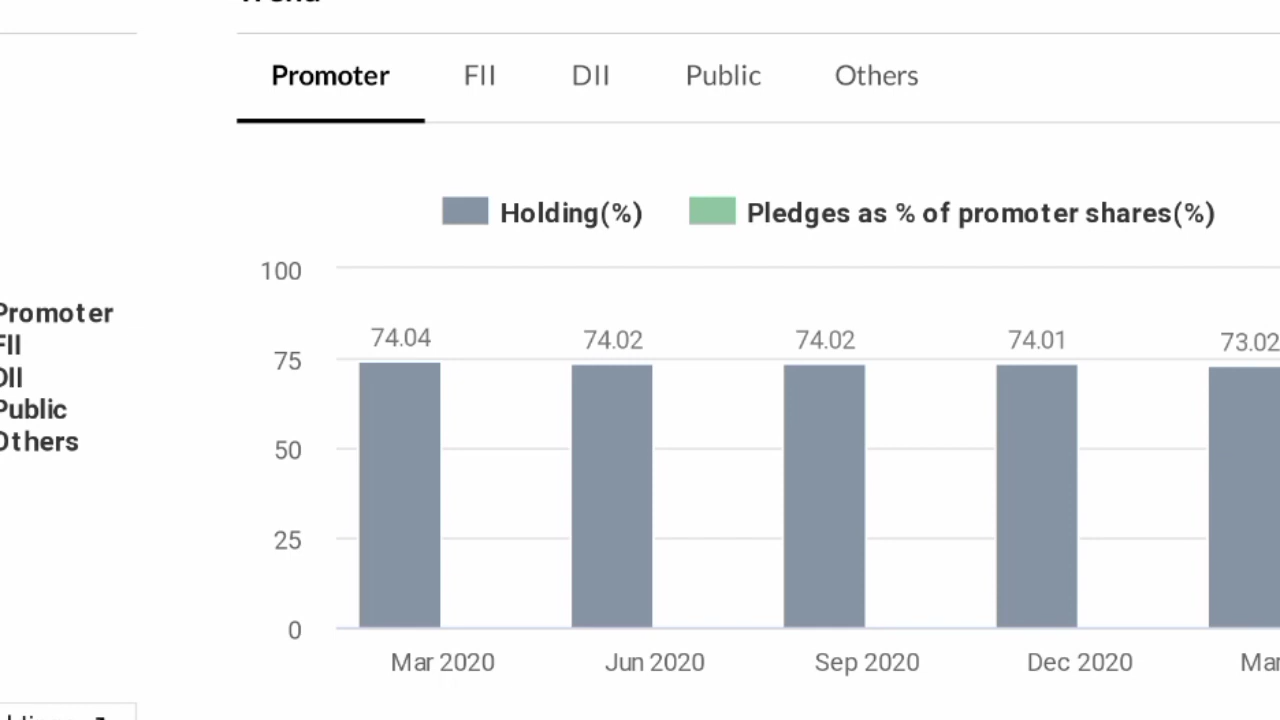 Trend
Promoter FII DII Public Others
Holding(%) Pledges as % of promoter shares(%)
100
75
50
25
0
74.04 74.02 74.02 74.01 73.02
Mar 2020 Jun 2020 Sep 2020 Dec 2020 Mar
Promoter
FII
DII
Public
Others